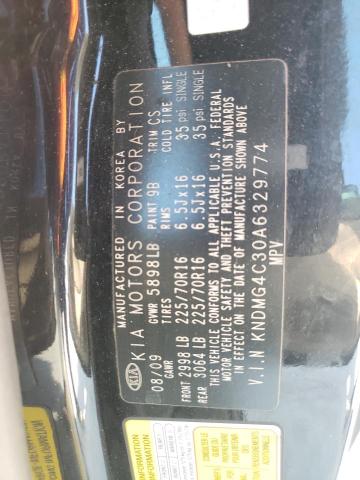 MANUFACTURED IN KOREA BY
KIA KIA MOTORS CORPORATION
08/09 GVWR 5898LB PAINT 9B TRIM CS
GAWR TIRES RIMS COLD TIRE INFL
FRONT 2998 LB 225/70R16 6.5Jx16 35 psi SINGLE
REAR 3064 LB 225/70R16 6.5Jx16 35 psi SINGLE
THIS VEHICLE CONFORMS TO ALL APPLICABLE U.S.A. FEDERAL
MOTOR VEHICLE SAFETY AND THEFT PREVENTION STANDARDS
IN EFFECT ON THE DATE OF MANUFACTURE SHOWN ABOVE
V.I.N KNDMG4C30A6329774
MPV
INFORMATION
INFORMATION